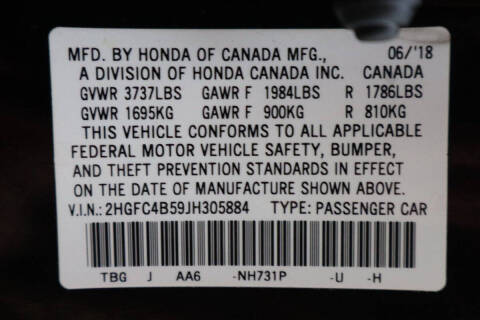 MFD. BY HONDA OF CANADA MFG., 06/'18
A DIVISION OF HONDA CANADA INC. CANADA
GVWR 3737LBS GAWR F 1984LBS R 1786LBS
GVWR 1695KG GAWR F 900KG R 810KG
THIS VEHICLE CONFORMS TO ALL APPLICABLE
FEDERAL MOTOR VEHICLE SAFETY, BUMPER,
AND THEFT PREVENTION STANDARDS IN EFFECT
ON THE DATE OF MANUFACTURE SHOWN ABOVE.
V.I.N.: 2HGFC4B59JH305884 TYPE: PASSENGER CAR
TBG J AA6 -NH731P -U -H